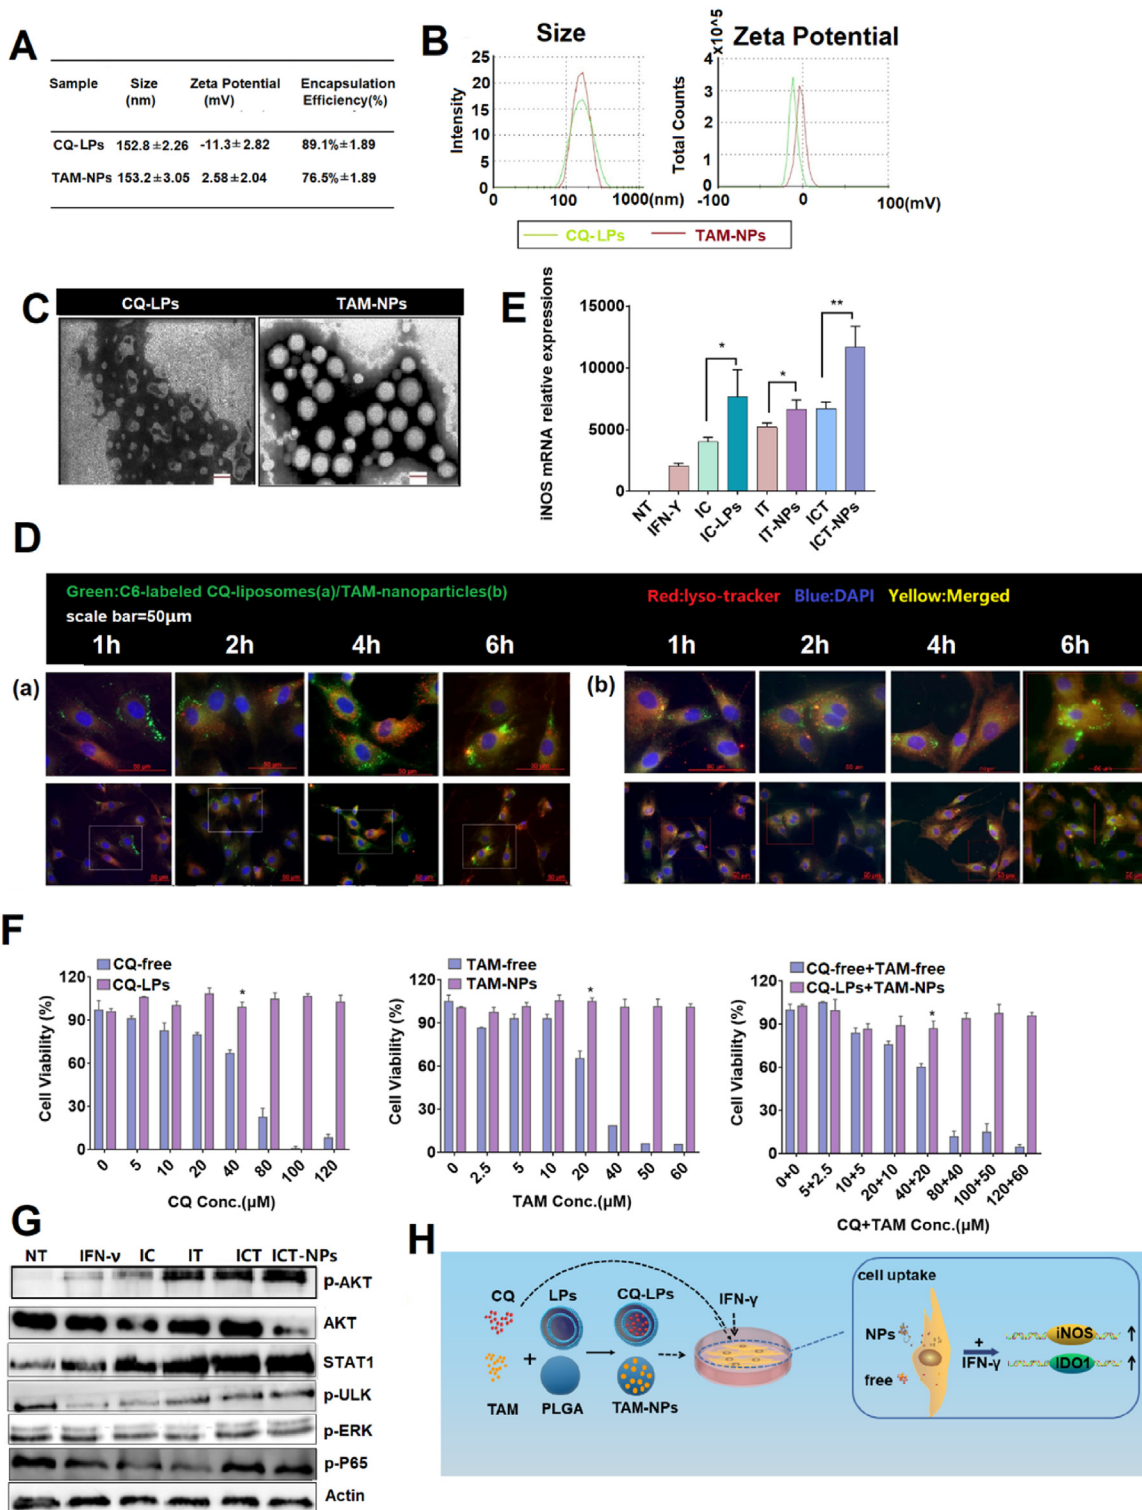 A
Sample Size Zeta Potential Encapsulation
(nm) (mV) Efficiency(%)
CQ-LPs 152.8 ±2.26 -11.3± 2.82 89.1%±1.89
TAM-NPs 153.2 ±3.05 2.58 ±2.04 76.5%±1.89
B
Size
Intensity
25
20
15
10
5
0
0 100 1000(nm)
Zeta Potential
x10^5
Total Counts
4
3
2
1
0
-100 0 100(mV)
CQ-LPs TAM-NPs
C
CQ-LPs TAM-NPs
E
iNOS mRNA relative expressions
15000
10000
5000
0
* * **
NT IFN-Y IC IC-LPs IT IT-NPs ICT ICT-NPs
D
Green:C6-labeled CQ-liposomes(a)/TAM-nanoparticles(b)
scale bar=50μm
Red:lyso-tracker Blue:DAPI Yellow:Merged
1h 2h 4h 6h 1h 2h 4h 6h
(a)
(b)
F
CQ-free
CQ-LPs
Cell Viability (%)
120
90
60
30
0
*
0 5 10 20 40 80 100 120
CQ Conc.(μM)
TAM-free
TAM-NPs
Cell Viability (%)
120
90
60
30
0
*
0 2.5 5 10 20 40 50 60
TAM Conc.(μM)
CQ-free+TAM-free
CQ-LPs+TAM-NPs
Cell Viability (%)
120
90
60
30
0
*
0+0 5+2.5 10+5 20+10 40+20 80+40 100+50 120+60
CQ+TAM Conc.(μM)
G
NT IFN-ν IC IT ICT ICT-NPs
p-AKT
AKT
STAT1
p-ULK
p-ERK
p-P65
Actin
H
CQ LPs CQ-LPs
IFN-γ
+
TAM PLGA TAM-NPs
cell uptake
NPs
free
+
IFN-γ
iNOS
IDO1